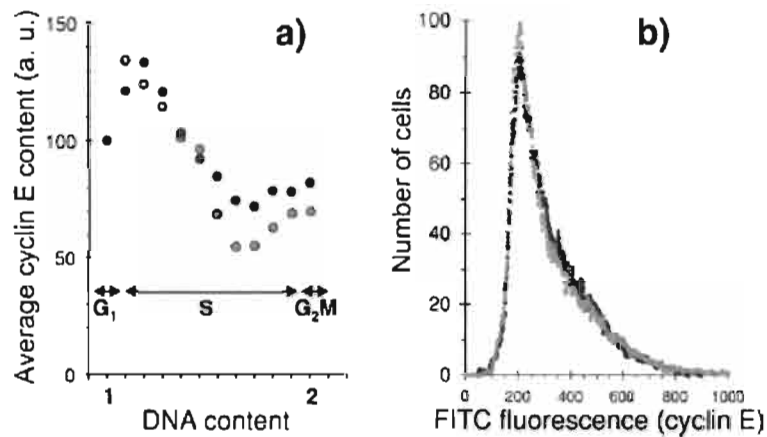 a)
Average cyclin E content (a. u.)
150
100
50
0
G1
S
G2M
1
2
DNA content
b)
Number of cells
100
80
60
40
20
0
0
200
400
600
800
1000
FITC fluorescence (cyclin E)